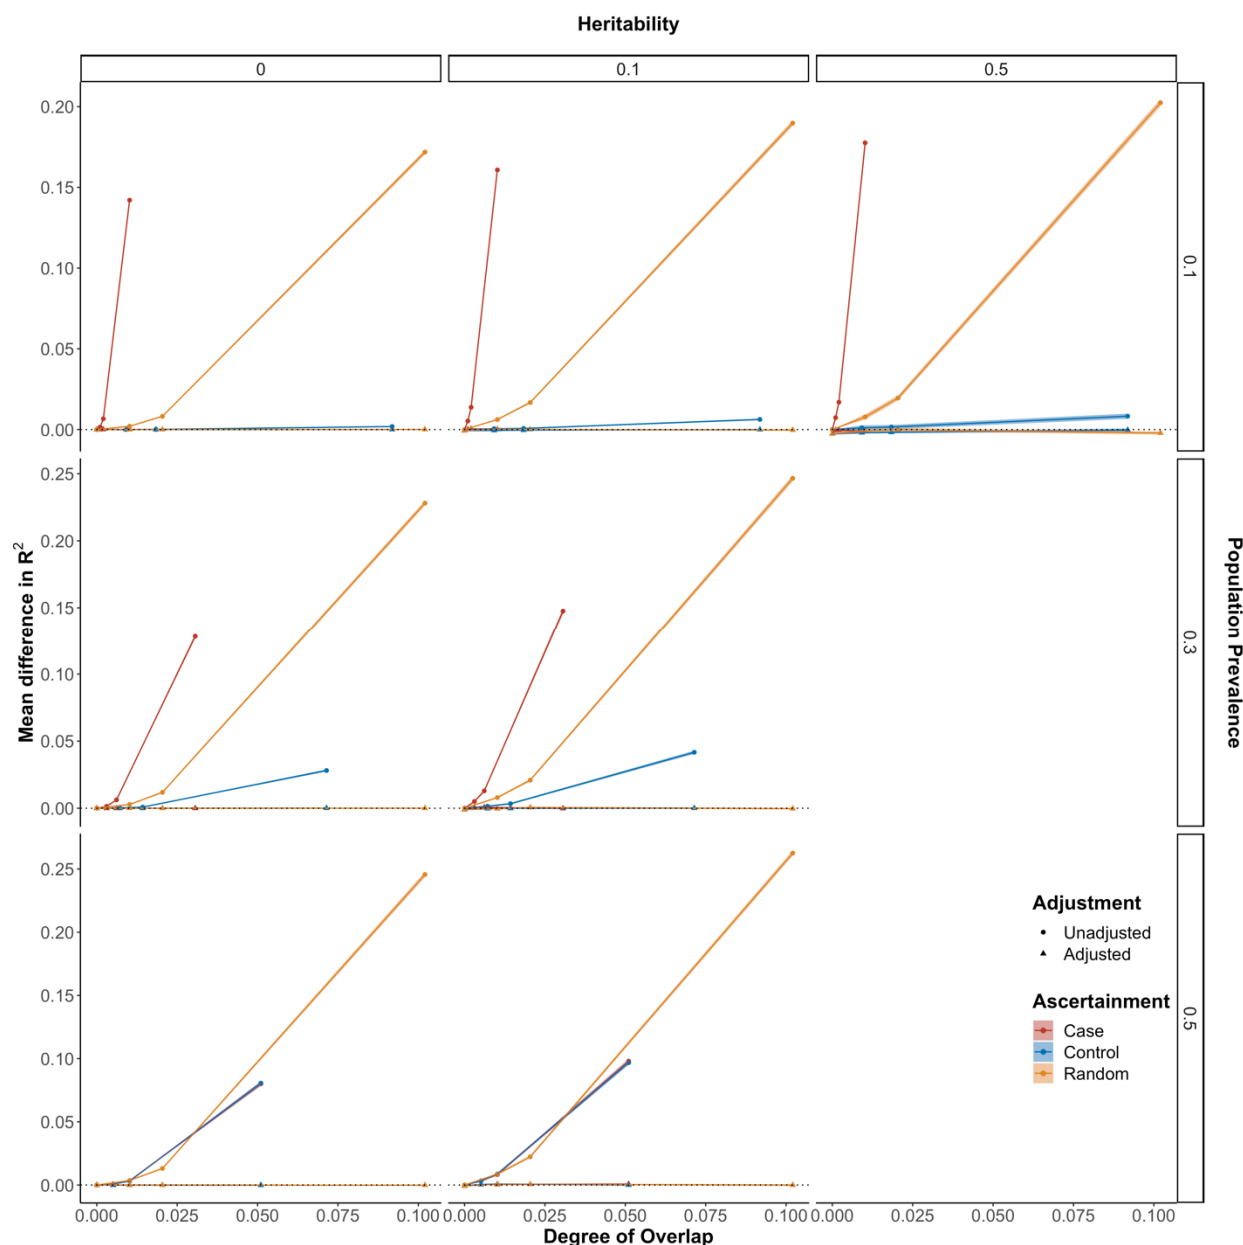 Heritability
0
0.1
0.5
0.20
0.15
0.10
0.05
0.00
0.1
0.25
0.20
0.15
0.10
0.05
0.00
0.3
0.25
0.20
0.15
0.10
0.05
0.00
0.5
Mean difference in R²
Population Prevalence
Adjustment
Unadjusted
Adjusted
Ascertainment
Case
Control
Random
0.000 0.025 0.050 0.075 0.100 0.000 0.025 0.050 0.075 0.100 0.000 0.025 0.050 0.075 0.100
Degree of Overlap